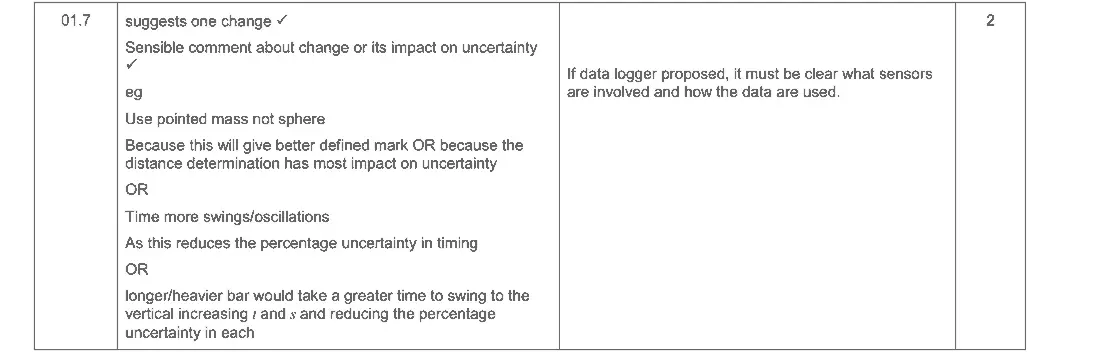 01.7
suggests one change ✓
2
Sensible comment about change or its impact on uncertainty
✓
If data logger proposed, it must be clear what sensors
are involved and how the data are used.
eg
Use pointed mass not sphere
Because this will give better defined mark OR because the
distance determination has most impact on uncertainty
OR
Time more swings/oscillations
As this reduces the percentage uncertainty in timing
OR
longer/heavier bar would take a greater time to swing to the
vertical increasing t and s and reducing the percentage
uncertainty in each